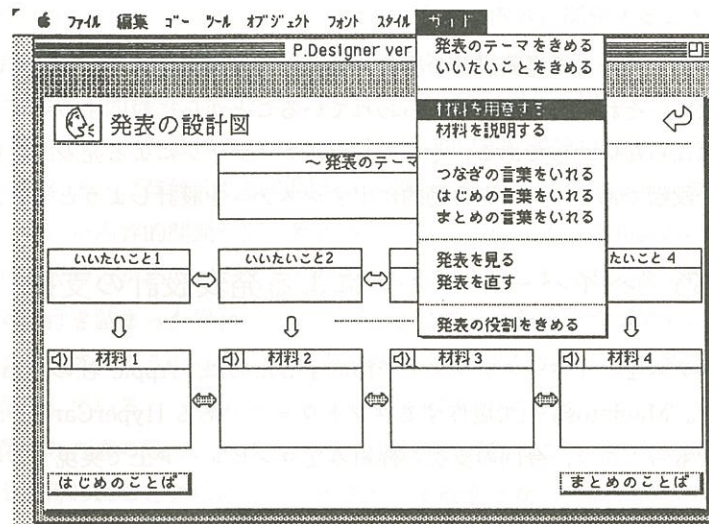 ファイル 編集 ゴー ツール オブジェクト フォント スタイル ガイド
P.Designer ver
発表のテーマをきめる
いいたいことをきめる
材料を用意する
材料を説明する
つなぎの言葉をいれる
はじめの言葉をいれる
まとめの言葉をいれる
発表を見る
発表を直す
発表の役割をきめる
発表の設計図
～発表のテーマ
いいたいこと1
いいたいこと2
たいこと4
材料1
材料2
材料3
材料4
はじめのことば
まとめのことば